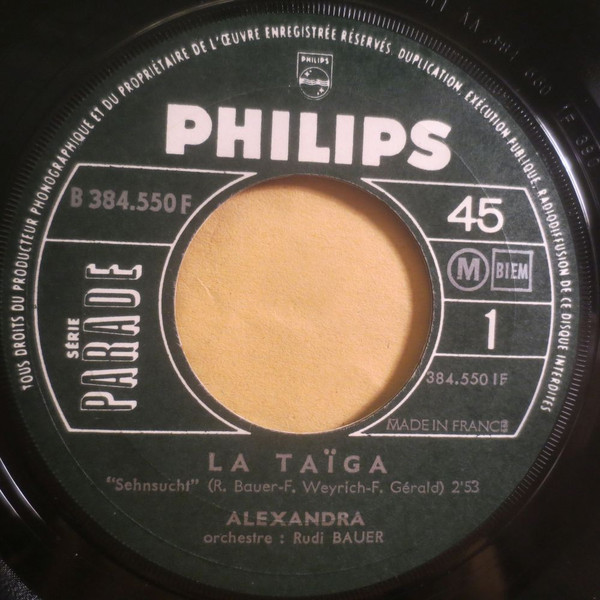 TOUS DROITS DU PRODUCTEUR PHONOGRAPHIQUE ET DU PROPRIÉTAIRE DE L'ŒUVRE ENREGISTRÉE RÉSERVÉS. DUPLICATION, EXÉCUTION PUBLIQUE, RADIODIFFUSION DE CE DISQUE INTERDITES
PHILIPS
PHILIPS
B 384.550 F
45
M BIEM
SÉRIE
PARADE
1
384.550 1F
MADE IN FRANCE
LA TAÏGA
"Sehnsucht" (R. Bauer-F. Weyrich-F. Gérald) 2'53
ALEXANDRA
orchestre : Rudi BAUER